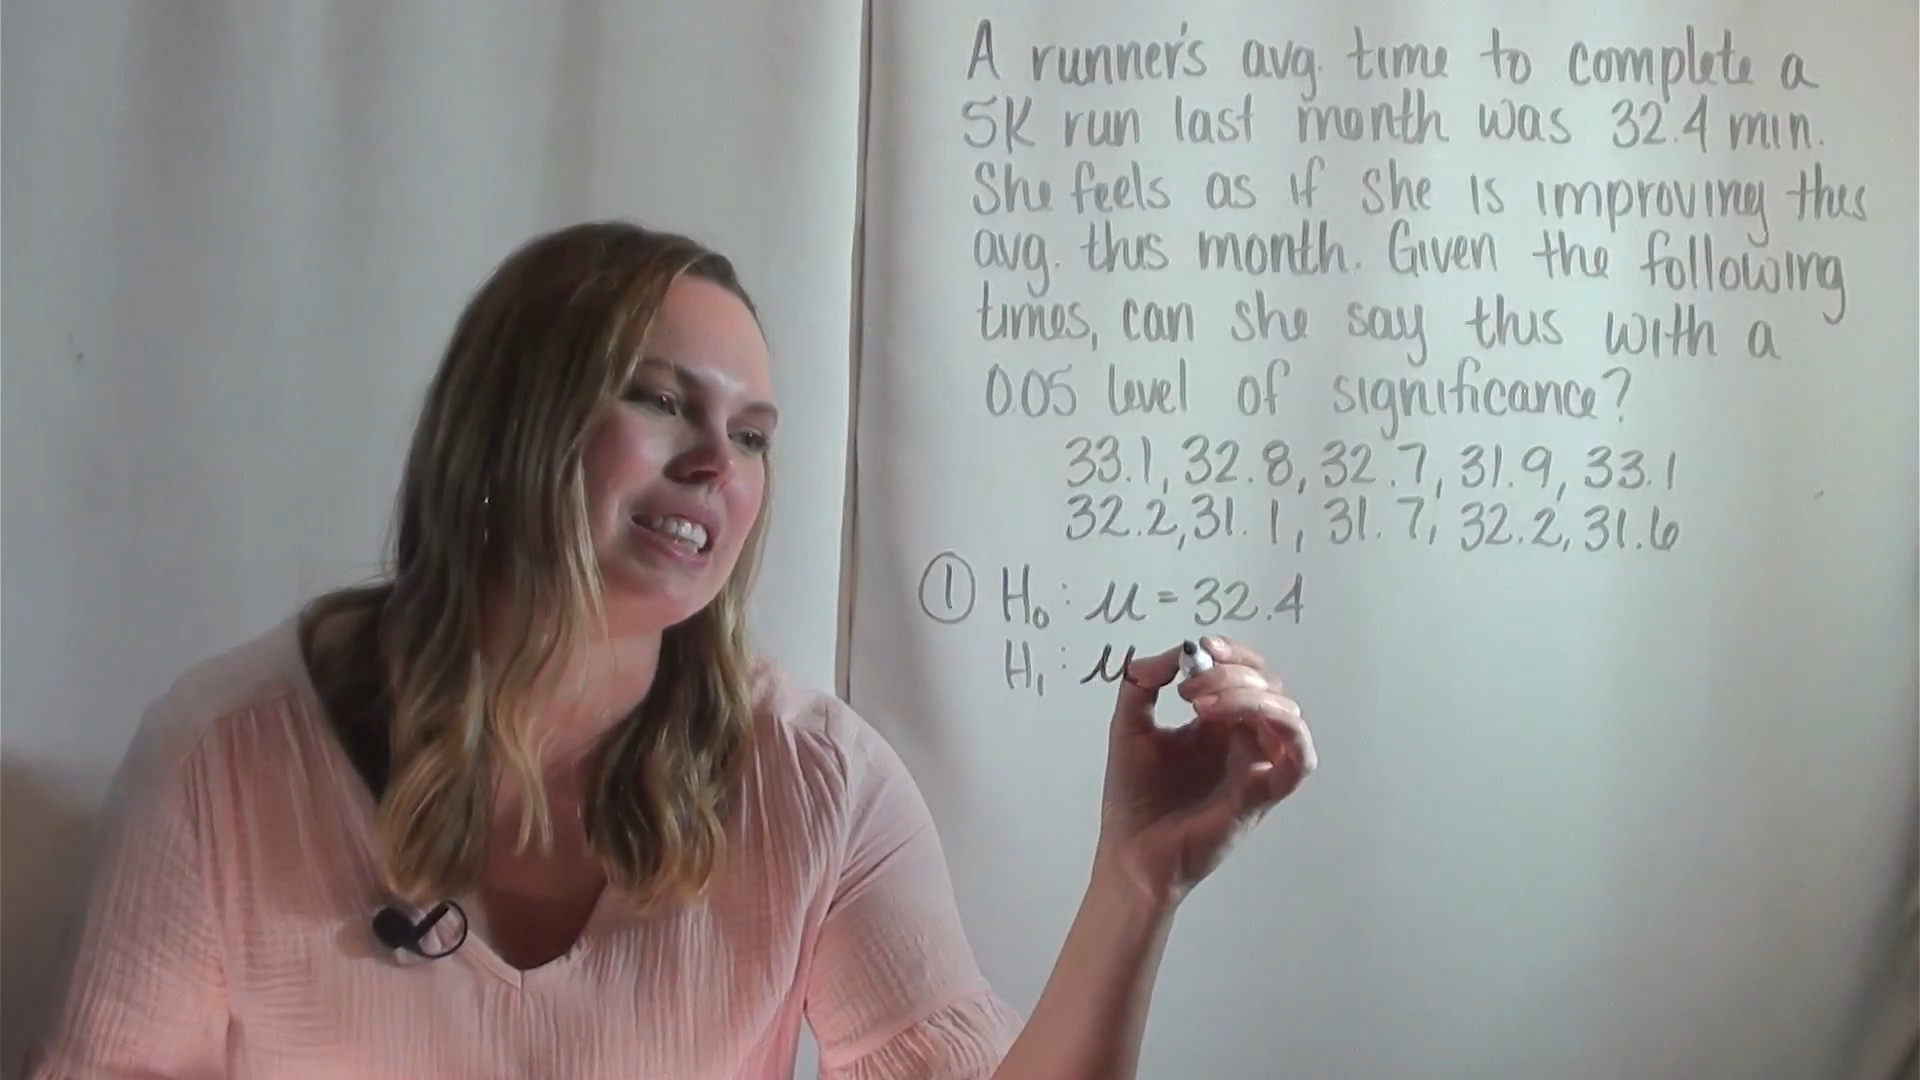 A runner's avg. time to complete a
5K run last month was 32.4 min.
She feels as if she is improving this
avg. this month. Given the following
times, can she say this with a
0.05 level of significance?
33.1, 32.8, 32.7, 31.9, 33.1
32.2, 31.1, 31.7, 32.2, 31.6
① H₀ : μ = 32.4
H₁ : μ